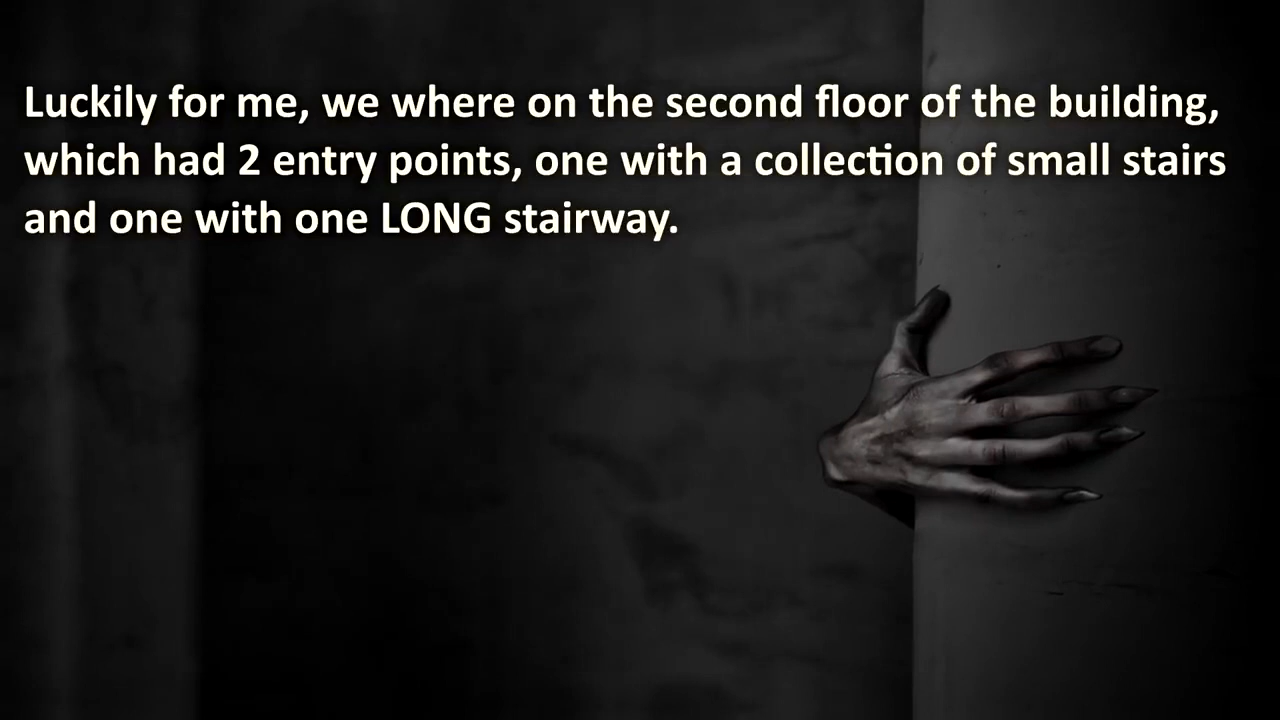 Luckily for me, we where on the second floor of the building,
which had 2 entry points, one with a collection of small stairs
and one with one LONG stairway.